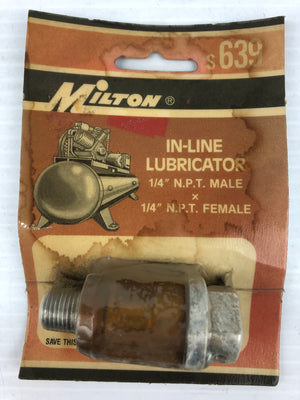 S 639
MILTON ®
IN-LINE
LUBRICATOR
1/4" N.P.T. MALE
×
1/4" N.P.T. FEMALE
SAVE THIS